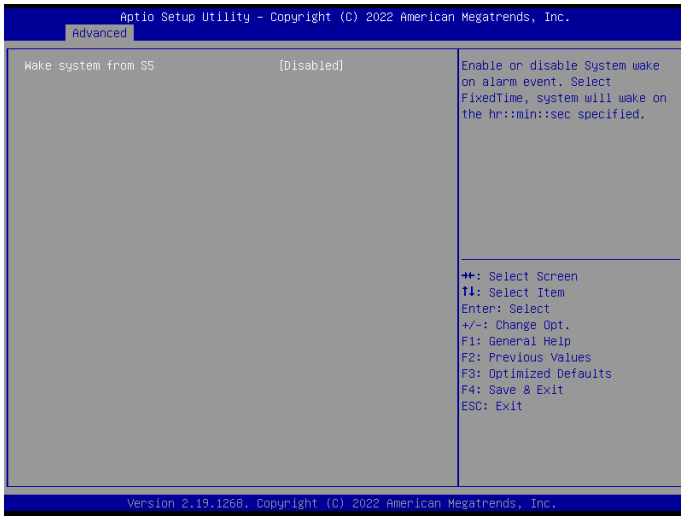 Aptio Setup Utility – Copyright (C) 2022 American Megatrends, Inc.
Advanced
Wake system from S5 [Disabled]
Enable or disable System wake
on alarm event. Select
FixedTime, system will wake on
the hr::min::sec specified.
→←: Select Screen
↑↓: Select Item
Enter: Select
+/-: Change Opt.
F1: General Help
F2: Previous Values
F3: Optimized Defaults
F4: Save & Exit
ESC: Exit
Version 2.19.1268. Copyright (C) 2022 American Megatrends, Inc.